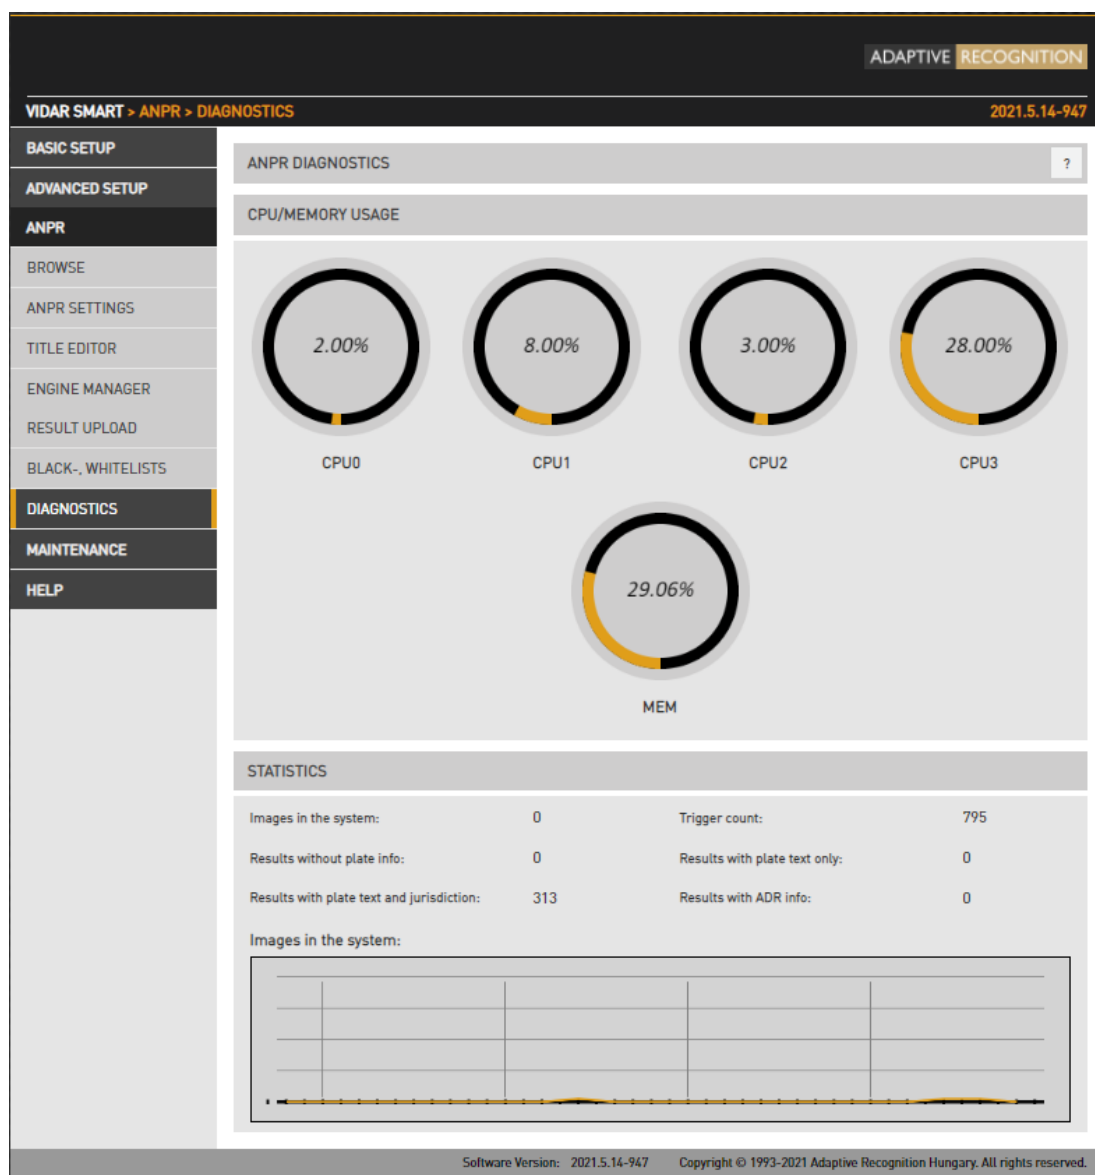 ADAPTIVE RECOGNITION
VIDAR SMART > ANPR > DIAGNOSTICS 2021.5.14-947
BASIC SETUP
ADVANCED SETUP
ANPR
BROWSE
ANPR SETTINGS
TITLE EDITOR
ENGINE MANAGER
RESULT UPLOAD
BLACK-, WHITELISTS
DIAGNOSTICS
MAINTENANCE
HELP
ANPR DIAGNOSTICS ?
CPU/MEMORY USAGE
2.00% 8.00% 3.00% 28.00%
CPU0 CPU1 CPU2 CPU3
29.06%
MEM
STATISTICS
Images in the system: 0 Trigger count: 795
Results without plate info: 0 Results with plate text only: 0
Results with plate text and jurisdiction: 313 Results with ADR info: 0
Images in the system:
Software Version: 2021.5.14-947 Copyright © 1993-2021 Adaptive Recognition Hungary. All rights reserved.